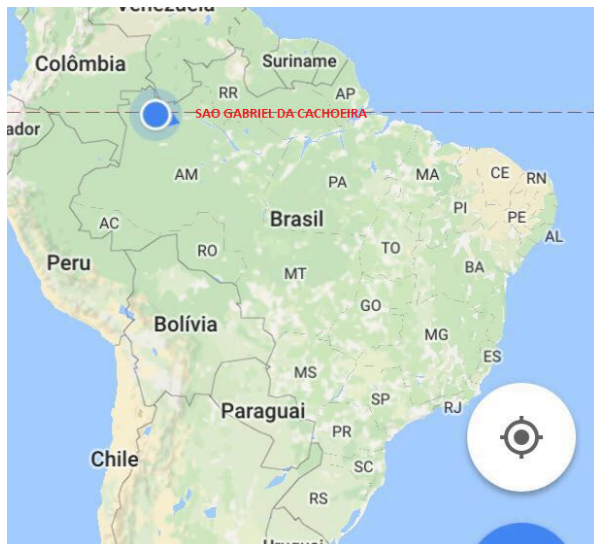 Venezuela
Colômbia
Suriname
RR
AP
SAO GABRIEL DA CACHOEIRA
ador
AM
PA
MA
CE
RN
PI
PE
AC
Brasil
AL
RO
TO
Peru
MT
BA
GO
Bolívia
MG
ES
MS
SP
Paraguai
RJ
PR
Chile
SC
RS
Uruguai